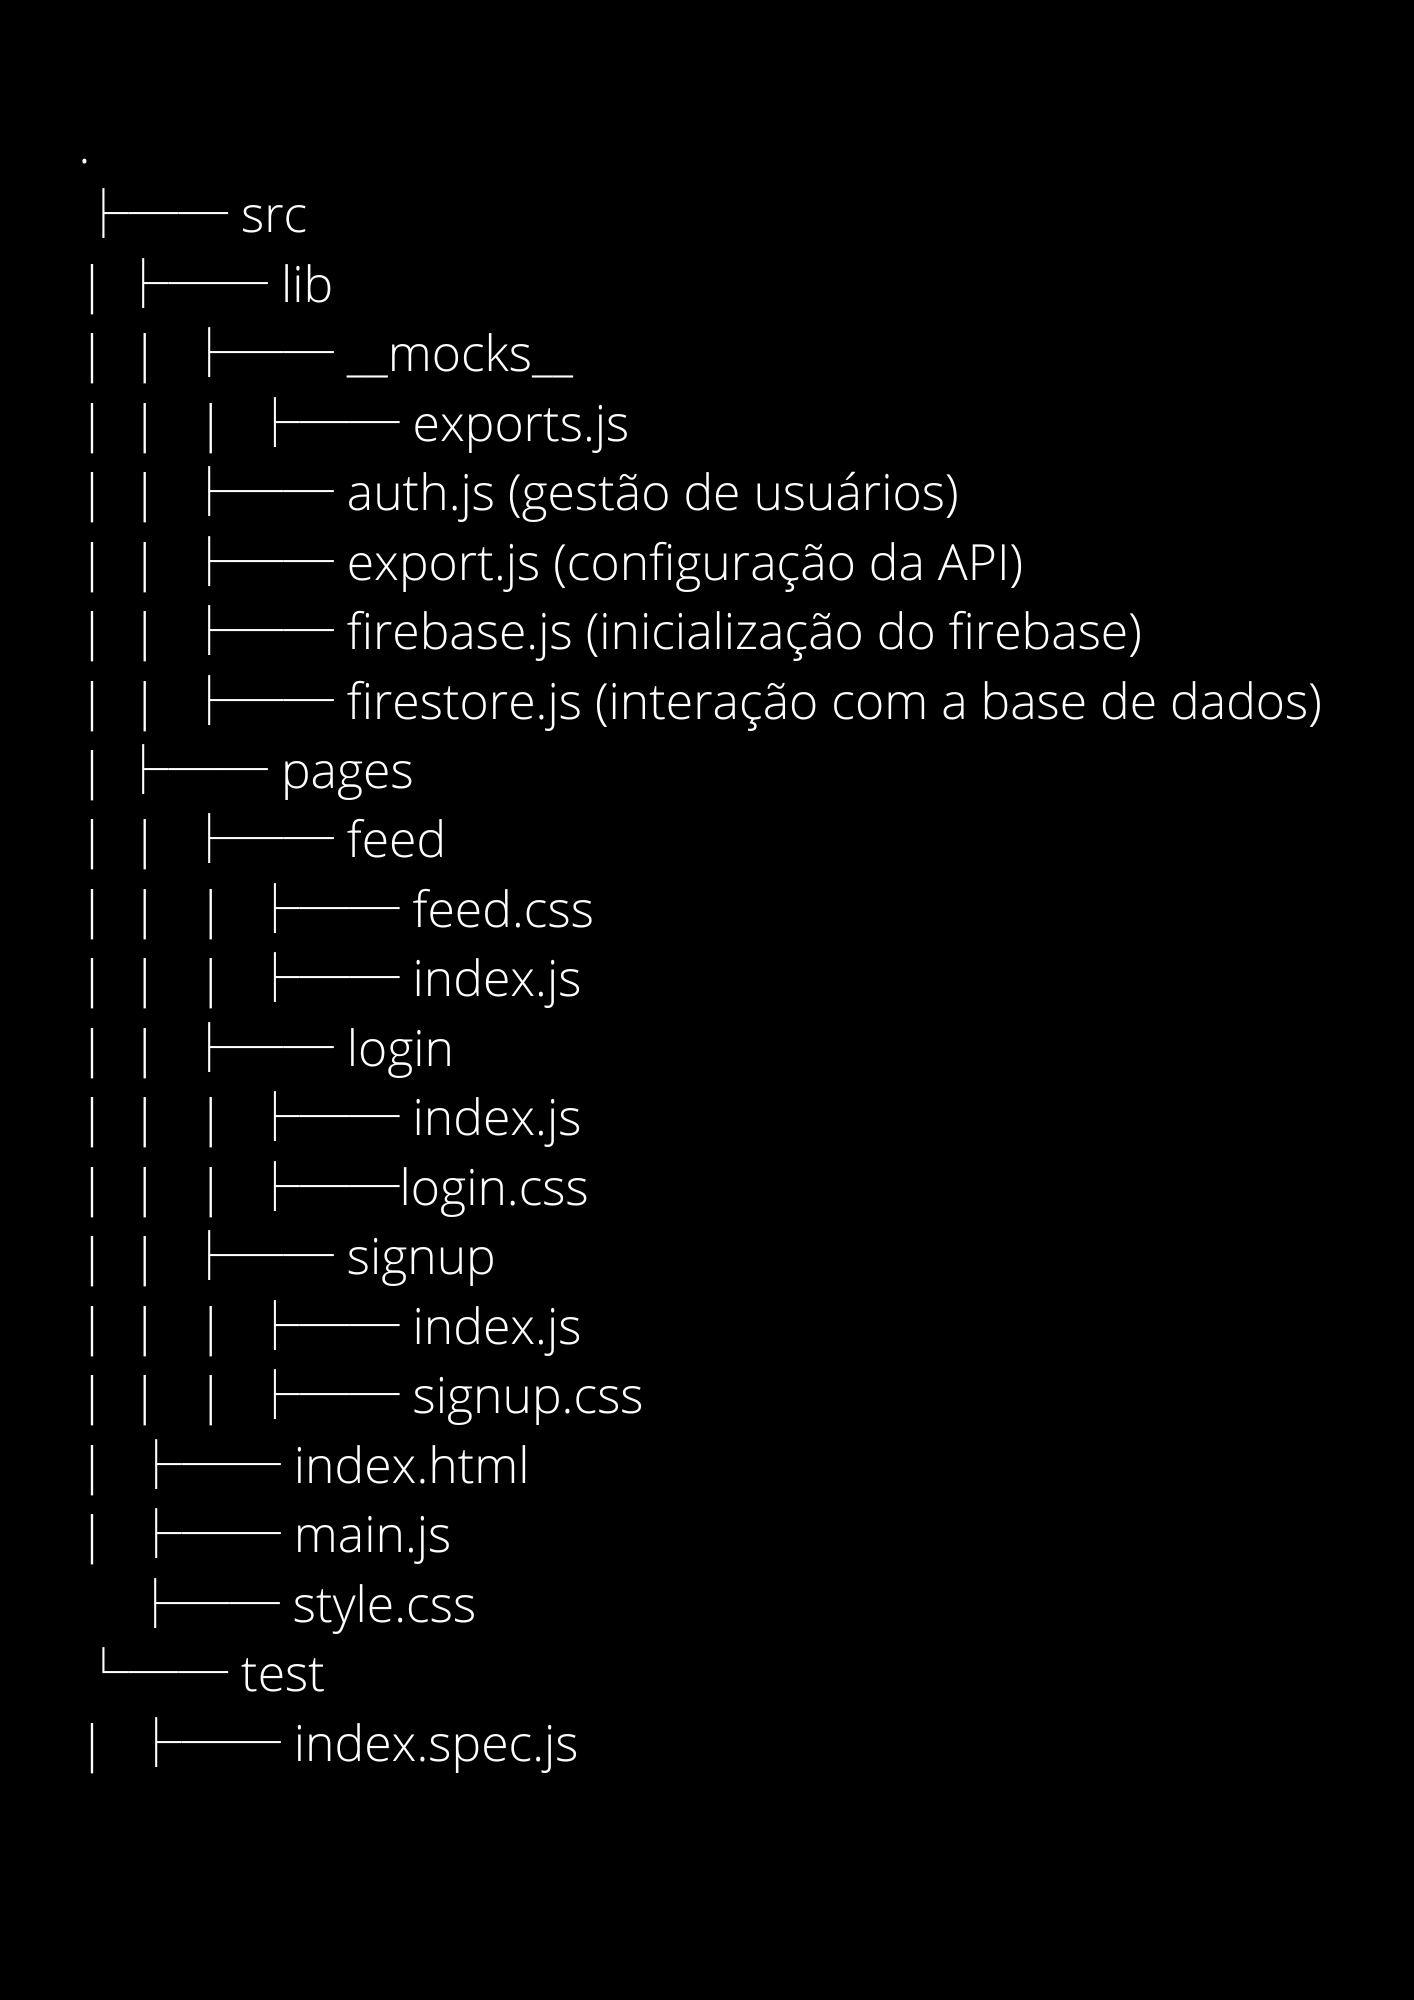 .
├── src
| ├── lib
| | ├── __mocks__
| | | ├── exports.js
| | ├── auth.js (gestão de usuários)
| | ├── export.js (configuração da API)
| | ├── firebase.js (inicialização do firebase)
| | ├── firestore.js (interação com a base de dados)
| ├── pages
| | ├── feed
| | | ├── feed.css
| | | ├── index.js
| | ├── login
| | | ├── index.js
| | | ├──login.css
| | ├── signup
| | | ├── index.js
| | | ├── signup.css
| ├── index.html
| ├── main.js
├── style.css
└── test
| ├── index.spec.js